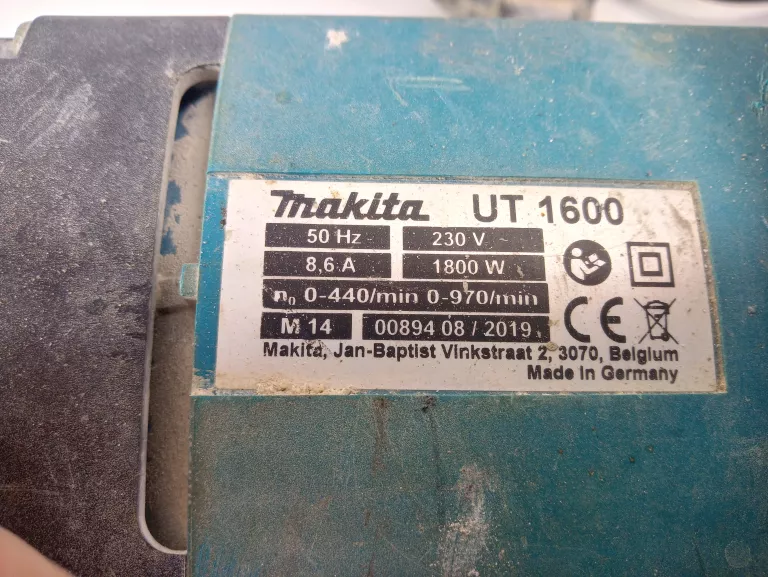 makita UT 1600
50 Hz 230 V ~
8,6 A 1800 W
n₀ 0-440/min 0-970/min
M 14 00894 08 / 2019
CE
Makita, Jan-Baptist Vinkstraat 2, 3070, Belgium
Made in Germany